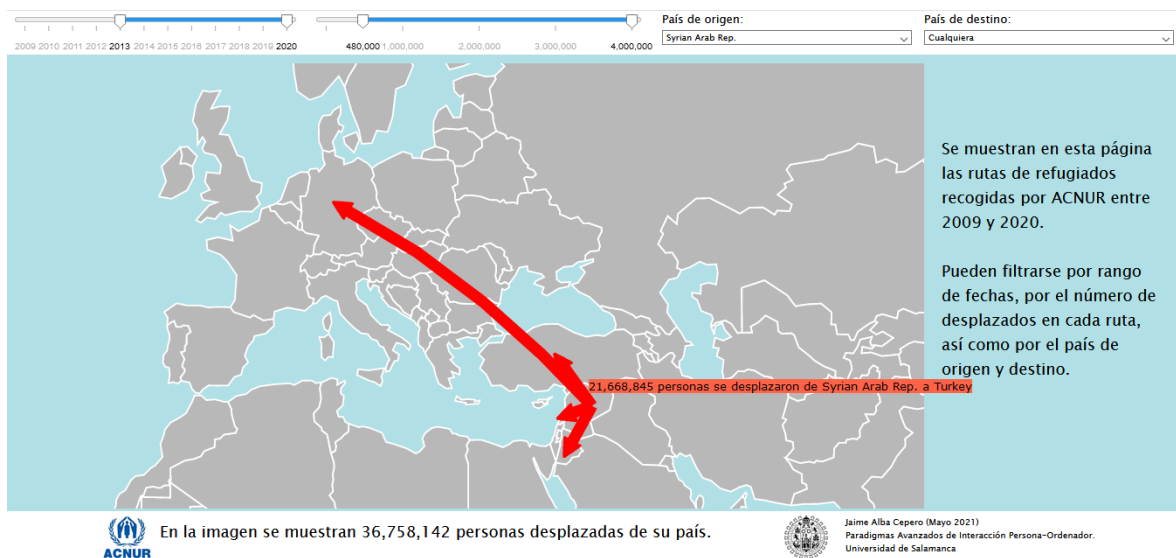 País de origen:
País de destino:
2009 2010 2011 2012 2013 2014 2015 2016 2017 2018 2019 2020
480,000 1,000,000 2,000,000 3,000,000 4,000,000
Syrian Arab Rep.
Cualquiera
Se muestran en esta página
las rutas de refugiados
recogidas por ACNUR entre
2009 y 2020.
Pueden filtrarse por rango
de fechas, por el número de
desplazados en cada ruta,
así como por el país de
origen y destino.
21,668,845 personas se desplazaron de Syrian Arab Rep. a Turkey
ACNUR
En la imagen se muestran 36,758,142 personas desplazadas de su país.
Jaime Alba Cepero (Mayo 2021)
Paradigmas Avanzados de Interacción Persona-Ordenador.
Universidad de Salamanca